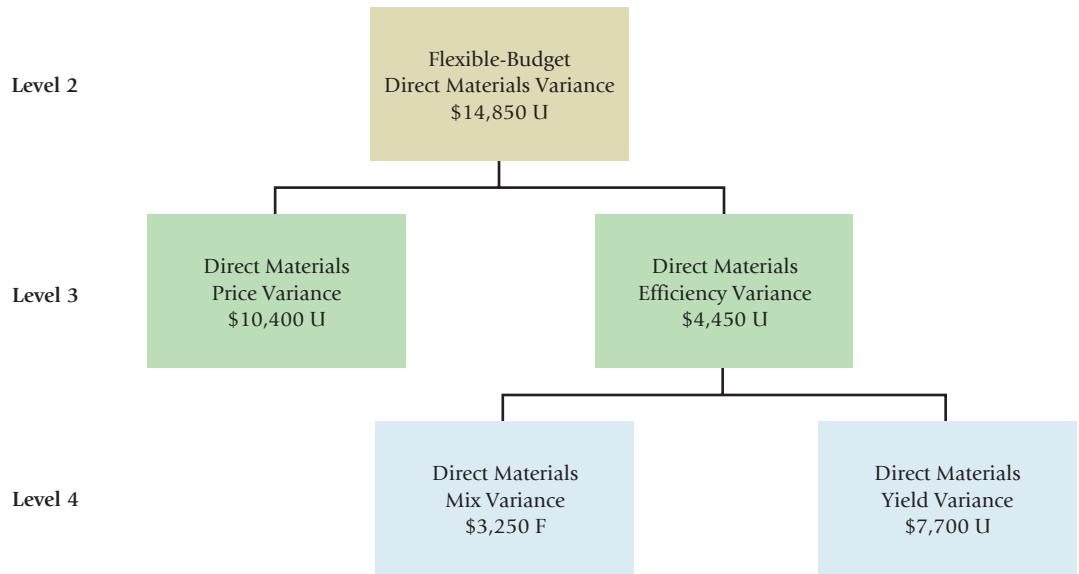 Level 2
Flexible-Budget
Direct Materials Variance
$14,850 U
Level 3
Direct Materials
Price Variance
$10,400 U
Direct Materials
Efficiency Variance
$4,450 U
Level 4
Direct Materials
Mix Variance
$3,250 F
Direct Materials
Yield Variance
$7,700 U